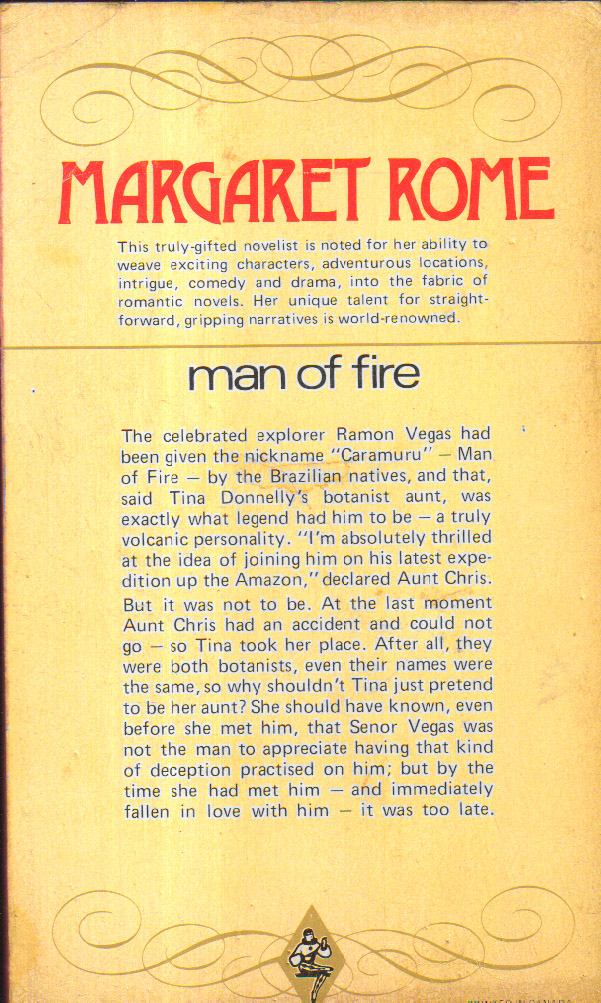 MARGARET ROME
This truly-gifted novelist is noted for her ability to
weave exciting characters, adventurous locations,
intrigue, comedy and drama, into the fabric of
romantic novels. Her unique talent for straight-
forward, gripping narratives is world-renowned.
man of fire
The celebrated explorer Ramon Vegas had
been given the nickname "Caramuru" — Man
of Fire — by the Brazilian natives, and that,
said Tina Donnelly's botanist aunt, was
exactly what legend had him to be — a truly
volcanic personality. "I'm absolutely thrilled
at the idea of joining him on his latest expe-
dition up the Amazon," declared Aunt Chris.
But it was not to be. At the last moment
Aunt Chris had an accident and could not
go — so Tina took her place. After all, they
were both botanists, even their names were
the same, so why shouldn't Tina just pretend
to be her aunt? She should have known, even
before she met him, that Senor Vegas was
not the man to appreciate having that kind
of deception practised on him; but by the
time she had met him — and immediately
fallen in love with him — it was too late.
PRINTED IN CANADA